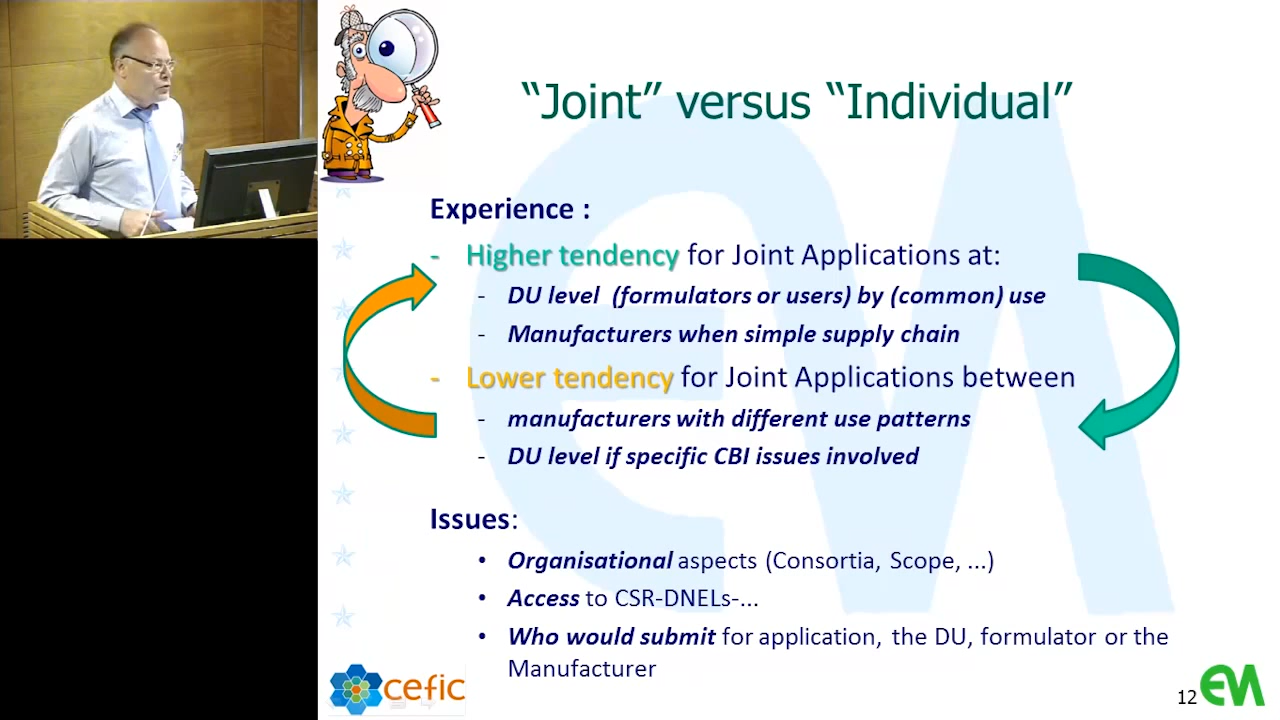 “Joint” versus “Individual”
Experience :
- Higher tendency for Joint Applications at:
- DU level (formulators or users) by (common) use
- Manufacturers when simple supply chain
- Lower tendency for Joint Applications between
- manufacturers with different use patterns
- DU level if specific CBI issues involved
Issues:
• Organisational aspects (Consortia, Scope, ...)
• Access to CSR-DNELs-...
• Who would submit for application, the DU, formulator or the
Manufacturer
cefic
12 EM